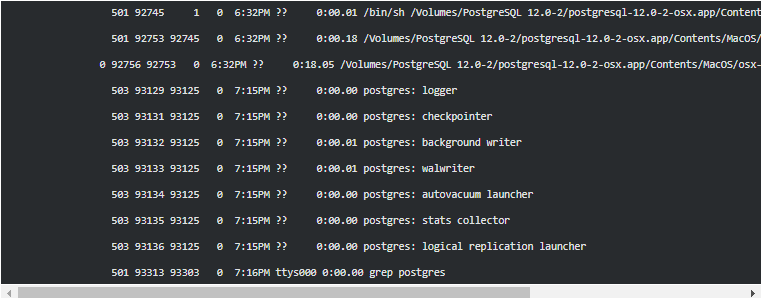 501 92745 1 0 6:32PM ?? 0:00.01 /bin/sh /Volumes/PostgreSQL 12.0-2/postgresql-12.0-2-osx.app/Content
501 92753 92745 0 6:32PM ?? 0:00.18 /Volumes/PostgreSQL 12.0-2/postgresql-12.0-2-osx.app/Contents/MacOS/
0 92756 92753 0 6:32PM ?? 0:18.05 /Volumes/PostgreSQL 12.0-2/postgresql-12.0-2-osx.app/Contents/MacOS/osx-
503 93129 93125 0 7:15PM ?? 0:00.00 postgres: logger
503 93131 93125 0 7:15PM ?? 0:00.00 postgres: checkpointer
503 93132 93125 0 7:15PM ?? 0:00.01 postgres: background writer
503 93133 93125 0 7:15PM ?? 0:00.01 postgres: walwriter
503 93134 93125 0 7:15PM ?? 0:00.00 postgres: autovacuum launcher
503 93135 93125 0 7:15PM ?? 0:00.00 postgres: stats collector
503 93136 93125 0 7:15PM ?? 0:00.00 postgres: logical replication launcher
501 93313 93303 0 7:16PM ttys000 0:00.00 grep postgres